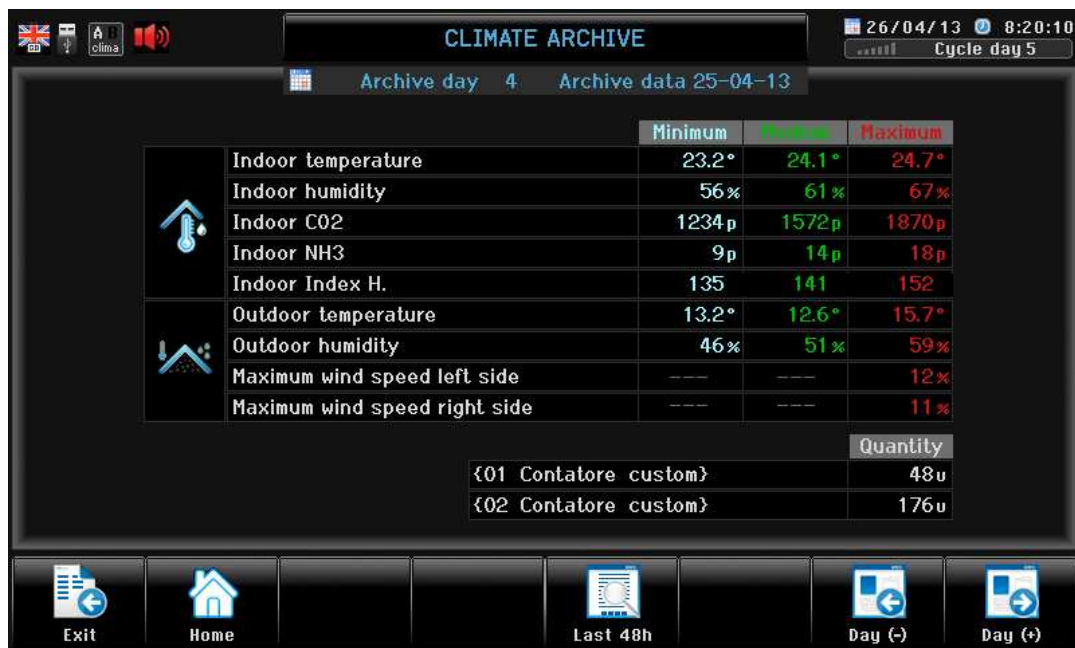 GB
A B
clima
CLIMATE ARCHIVE
26/04/13 8:20:10
Cycle day 5
Archive day 4 Archive data 25-04-13
Minimum Maximum
Indoor temperature 23.2° 24.1° 24.7°
Indoor humidity 56% 61% 67%
Indoor CO2 1234p 1572p 1870p
Indoor NH3 9p 14p 18p
Indoor Index H. 135 141 152
Outdoor temperature 13.2° 12.6° 15.7°
Outdoor humidity 46% 51% 59%
Maximum wind speed left side --- --- 12%
Maximum wind speed right side --- --- 11%
Quantity
{01 Contatore custom} 48u
{02 Contatore custom} 176u
Exit Home Last 48h Day (-) Day (+)